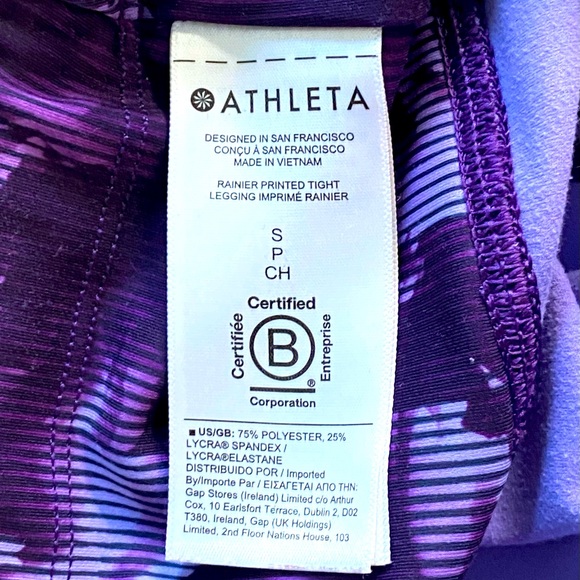 ATHLETA
DESIGNED IN SAN FRANCISCO
CONÇU À SAN FRANCISCO
MADE IN VIETNAM
RAINIER PRINTED TIGHT
LEGGING IMPRIMÉ RAINIER
S
P
CH
Certified
Certifiée
B
Entreprise
®
Corporation
■ US/GB: 75% POLYESTER, 25%
LYCRA® SPANDEX /
LYCRA®ELASTANE
DISTRIBUIDO POR / Imported
By/Importe Par / ΕΙΣΑΓΕΤΑΙ ΑΠΟ ΤΗΝ:
Gap Stores (Ireland) Limited c/o Arthur
Cox, 10 Earlsfort Terrace, Dublin 2, D02
T380, Ireland, Gap (UK Holdings)
Limited, 2nd Floor Nations House, 103